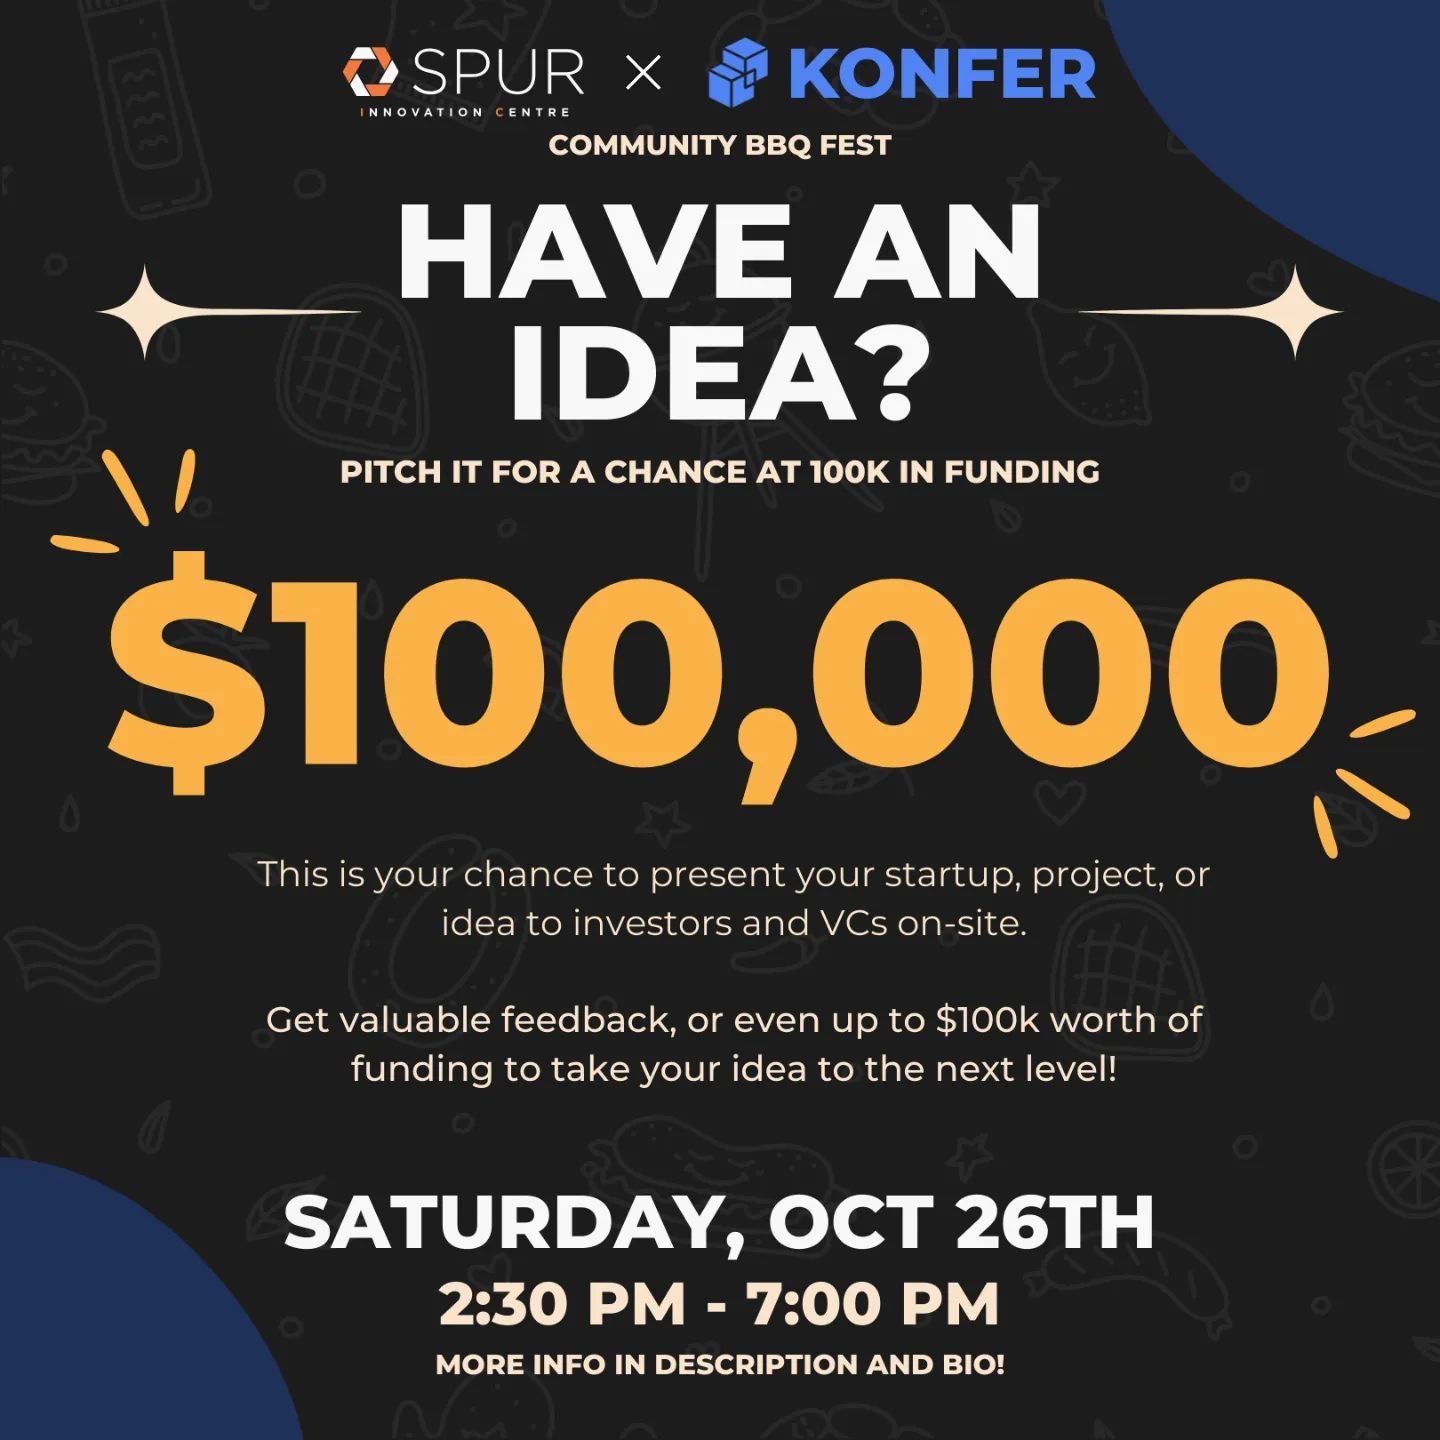 SPUR
INNOVATION CENTRE
X
KONFER
COMMUNITY BBQ FEST
HAVE AN
IDEA?
PITCH IT FOR A CHANCE AT 100K IN FUNDING
$100,000
This is your chance to present your startup, project, or
idea to investors and VCs on-site.
Get valuable feedback, or even up to $100k worth of
funding to take your idea to the next level!
SATURDAY, OCT 26TH
2:30 PM - 7:00 PM
MORE INFO IN DESCRIPTION AND BIO!